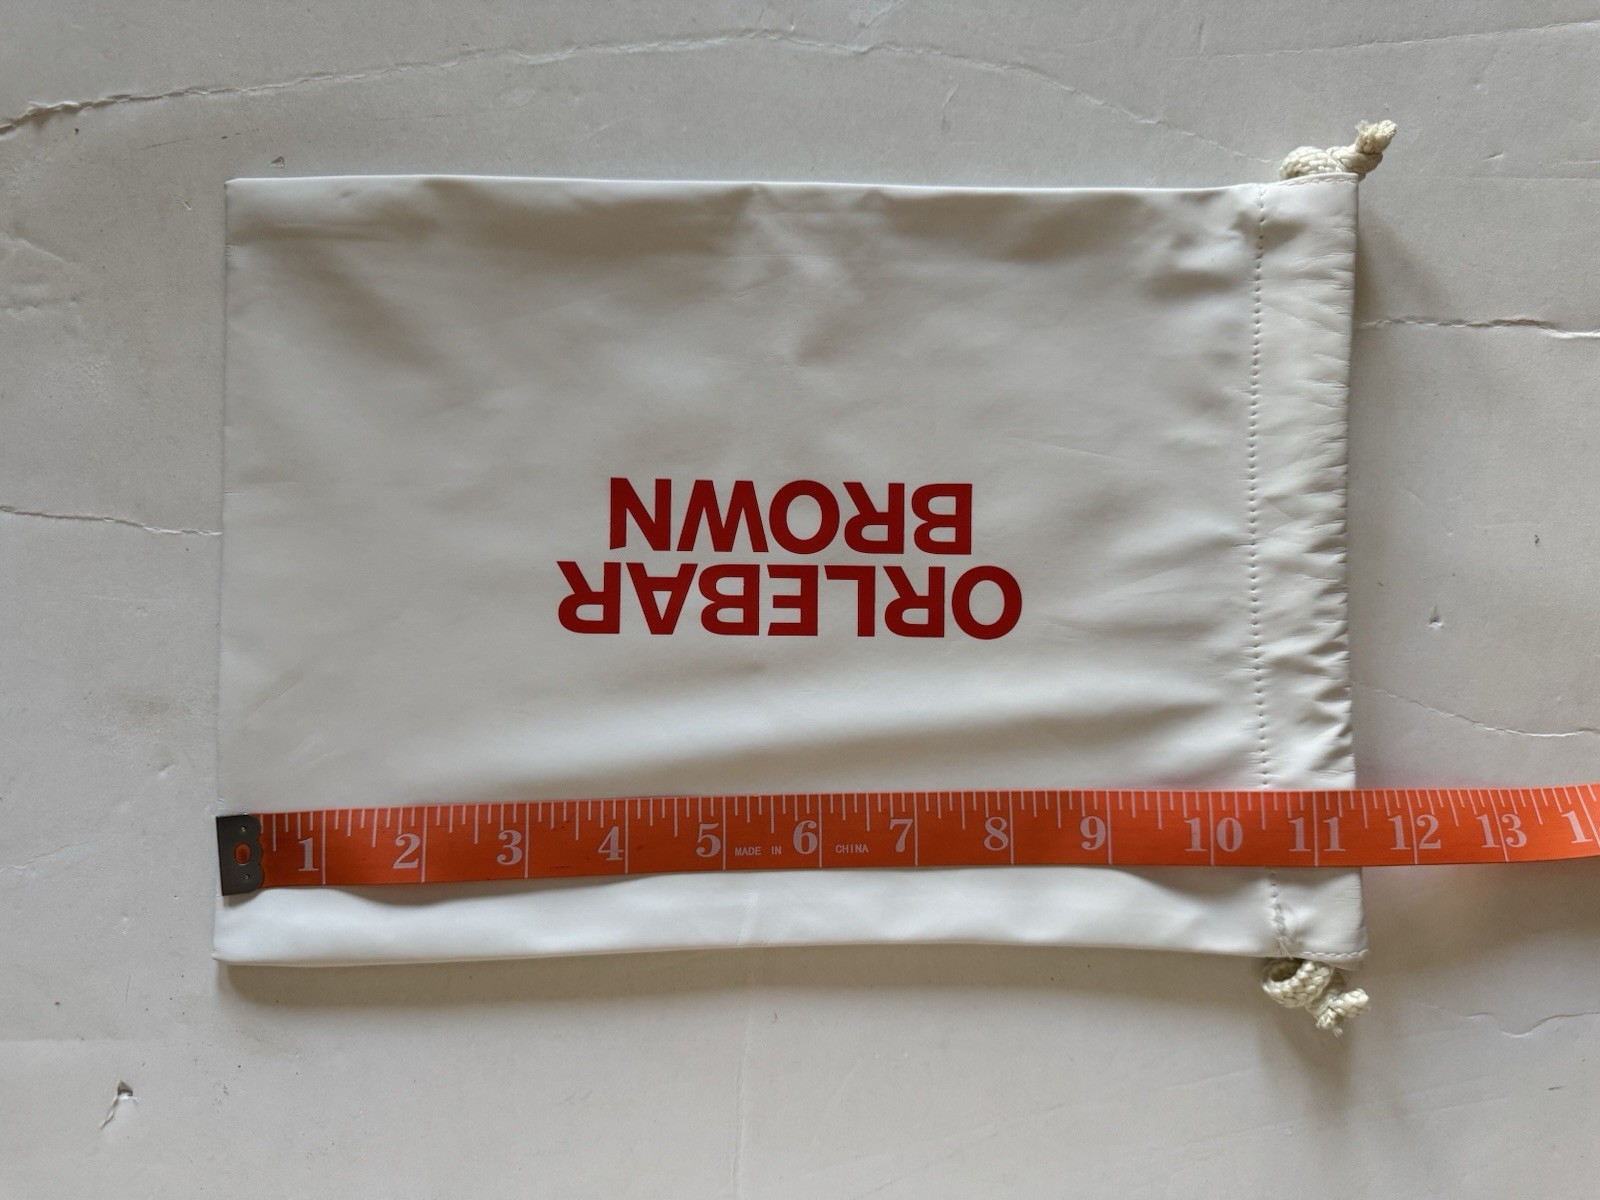 ORLEBAR
BROWN
1 2 3 4 5 MADE IN 6 CHINA 7 8 9 10 11 12 13